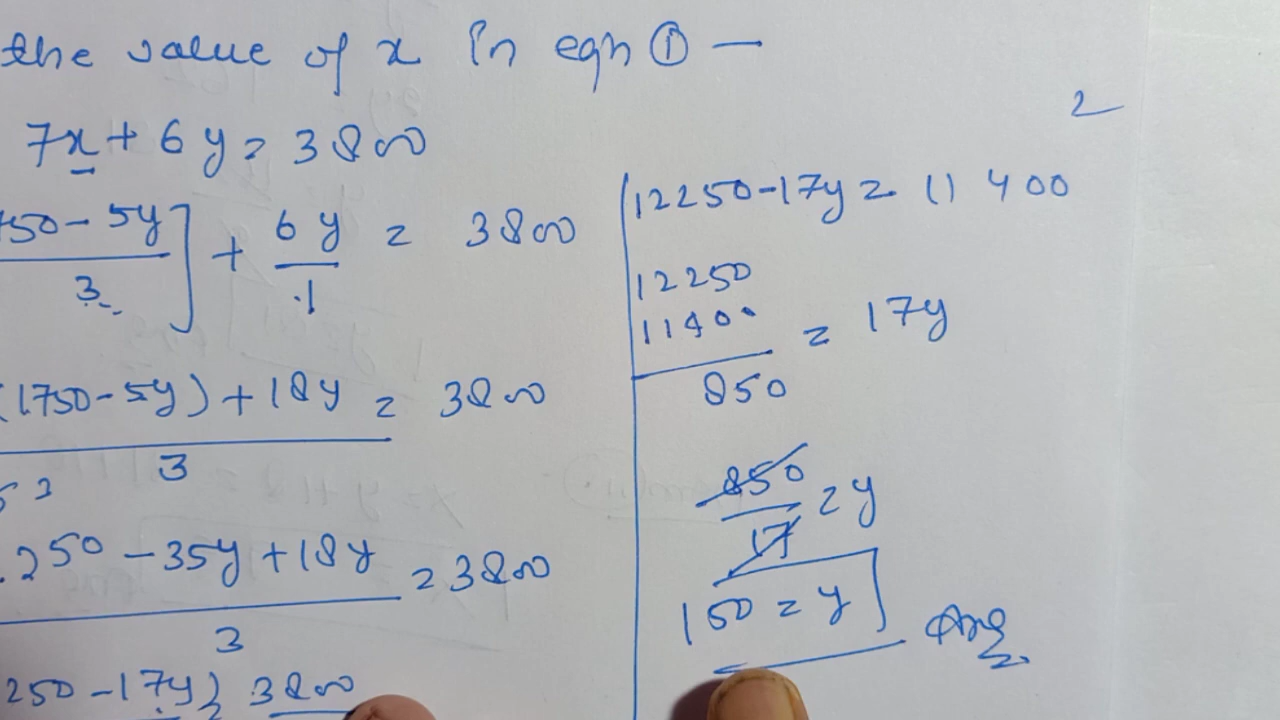 the value of x in eqn ① —
7x + 6y = 3800
750 - 5y ] + 6y = 3800
3 1
(1750 - 5y) + 18y = 3800
3
250 - 35y + 18y = 3800
3
250 - 17y = 3800
2
12250 - 17y = 11400
12250
11400 = 17y
850
850 = y
17
150 = y Ans